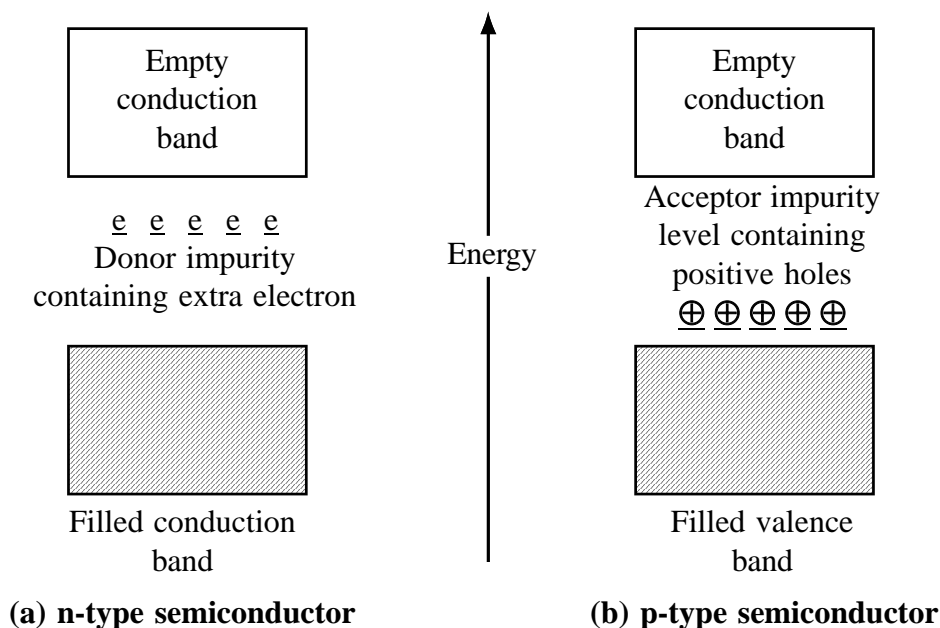 Empty
conduction
band
e e e e e
Donor impurity
containing extra electron
Filled conduction
band
(a) n-type semiconductor
Energy
Empty
conduction
band
Acceptor impurity
level containing
positive holes
⊕ ⊕ ⊕ ⊕ ⊕
Filled valence
band
(b) p-type semiconductor